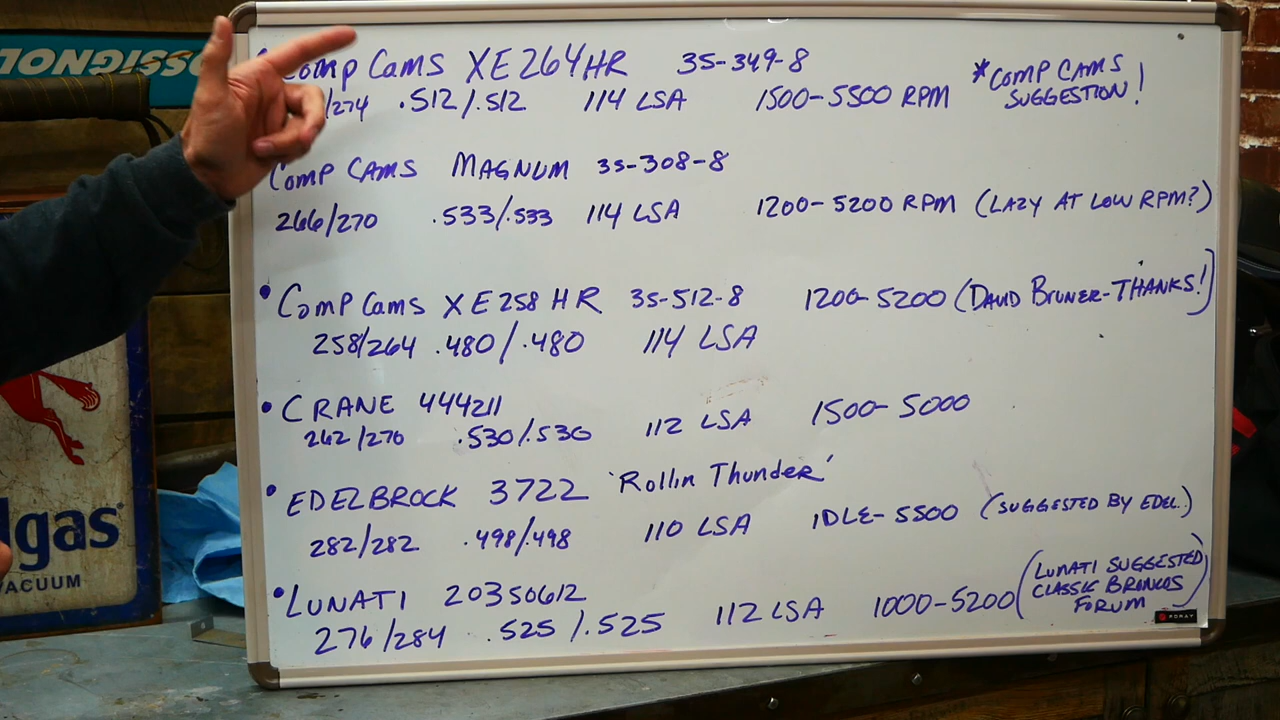 Comp Cams XE264HR 35-349-8
/274 .512/.512 114 LSA 1500-5500 RPM
*COMP CAMS
SUGGESTION!
COMP CAMS MAGNUM 35-308-8
266/270 .533/.533 114 LSA 1200-5200 RPM (LAZY AT LOW RPM?)
• COMP CAMS XE258HR 35-512-8 1200-5200 (DAVID BRUNER-THANKS!)
258/264 .480/.480 114 LSA
• CRANE 444211
262/270 .530/.530 112 LSA 1500-5000
• EDELBROCK 3722 'Rollin Thunder'
282/282 .498/.498 110 LSA IDLE-5500 (SUGGESTED BY EDEL.)
• LUNATI 20350612
276/284 .525/.525 112 LSA 1000-5200
(LUNATI SUGGESTED
CLASSIC BRONCOS
FORUM)
FORAY
lgas
VACUUM